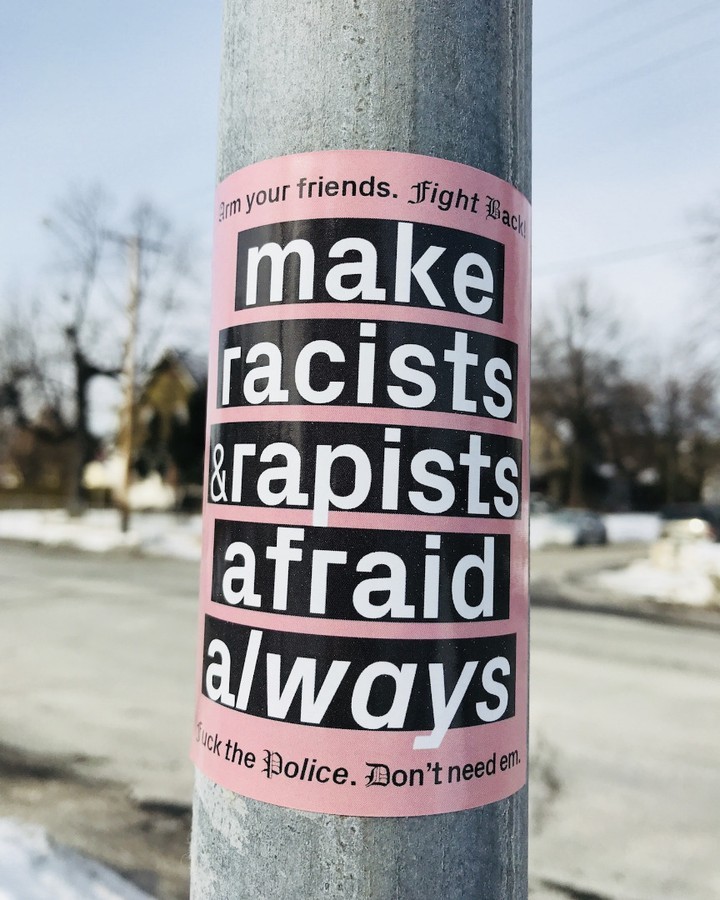 Arm your friends. Fight Back!
make
racists
&rapists
afraid
always
Fuck the Police. Don't need em.